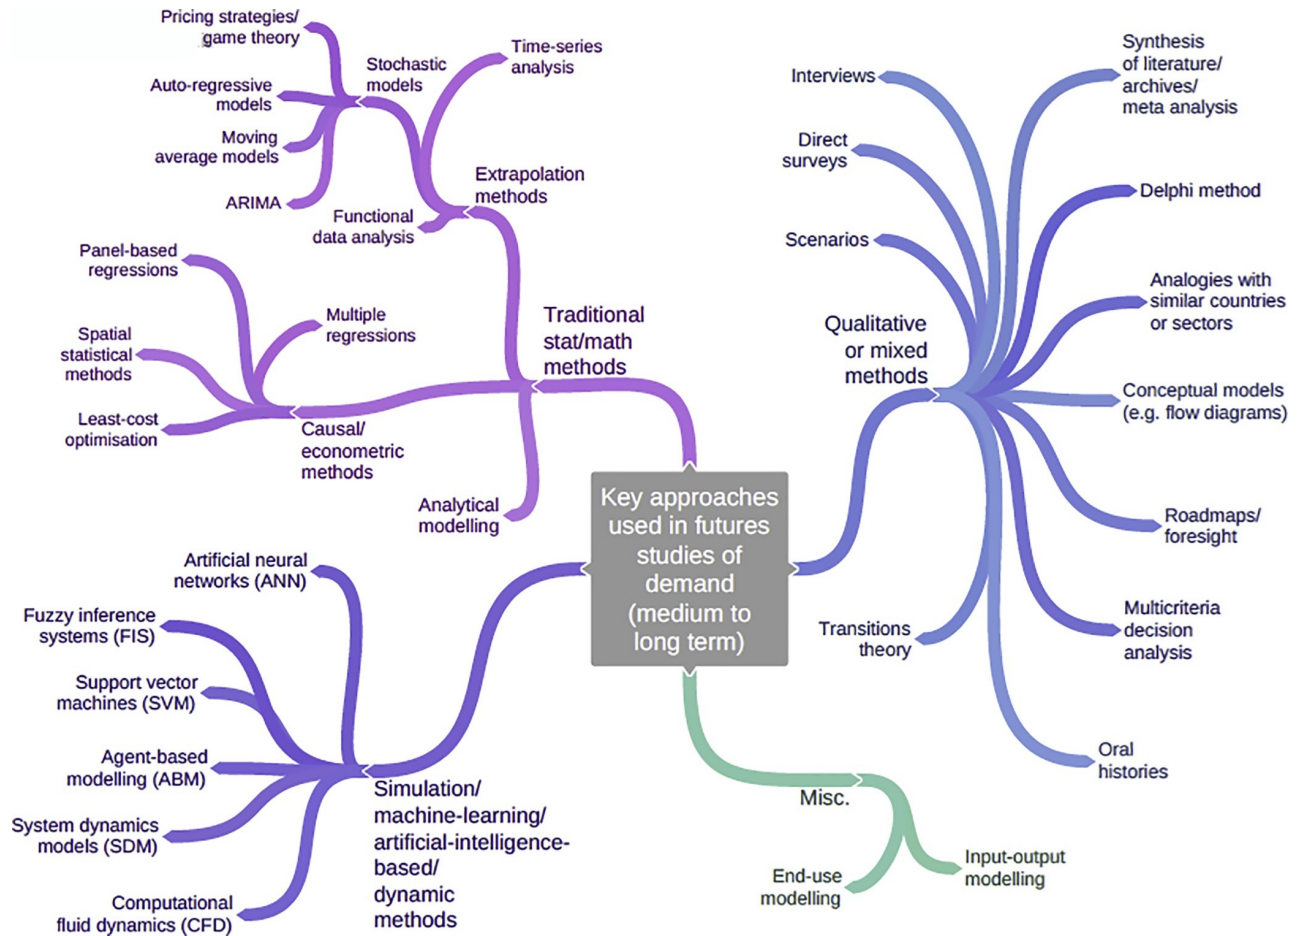 Pricing strategies/
game theory
Auto-regressive
models
Moving
average models
ARIMA
Stochastic
models
Time-series
analysis
Extrapolation
methods
Functional
data analysis
Panel-based
regressions
Multiple
regressions
Spatial
statistical
methods
Least-cost
optimisation
Causal/
econometric
methods
Traditional
stat/math
methods
Analytical
modelling
Key approaches
used in futures
studies of
demand
(medium to
long term)
Artificial neural
networks (ANN)
Fuzzy inference
systems (FIS)
Support vector
machines (SVM)
Agent-based
modelling (ABM)
System dynamics
models (SDM)
Computational
fluid dynamics (CFD)
Simulation/
machine-learning/
artificial-intelligence-
based/
dynamic
methods
Interviews
Direct
surveys
Scenarios
Qualitative
or mixed
methods
Synthesis
of literature/
archives/
meta analysis
Delphi method
Analogies with
similar countries
or sectors
Conceptual models
(e.g. flow diagrams)
Roadmaps/
foresight
Multicriteria
decision
analysis
Transitions
theory
Oral
histories
Misc.
End-use
modelling
Input-output
modelling